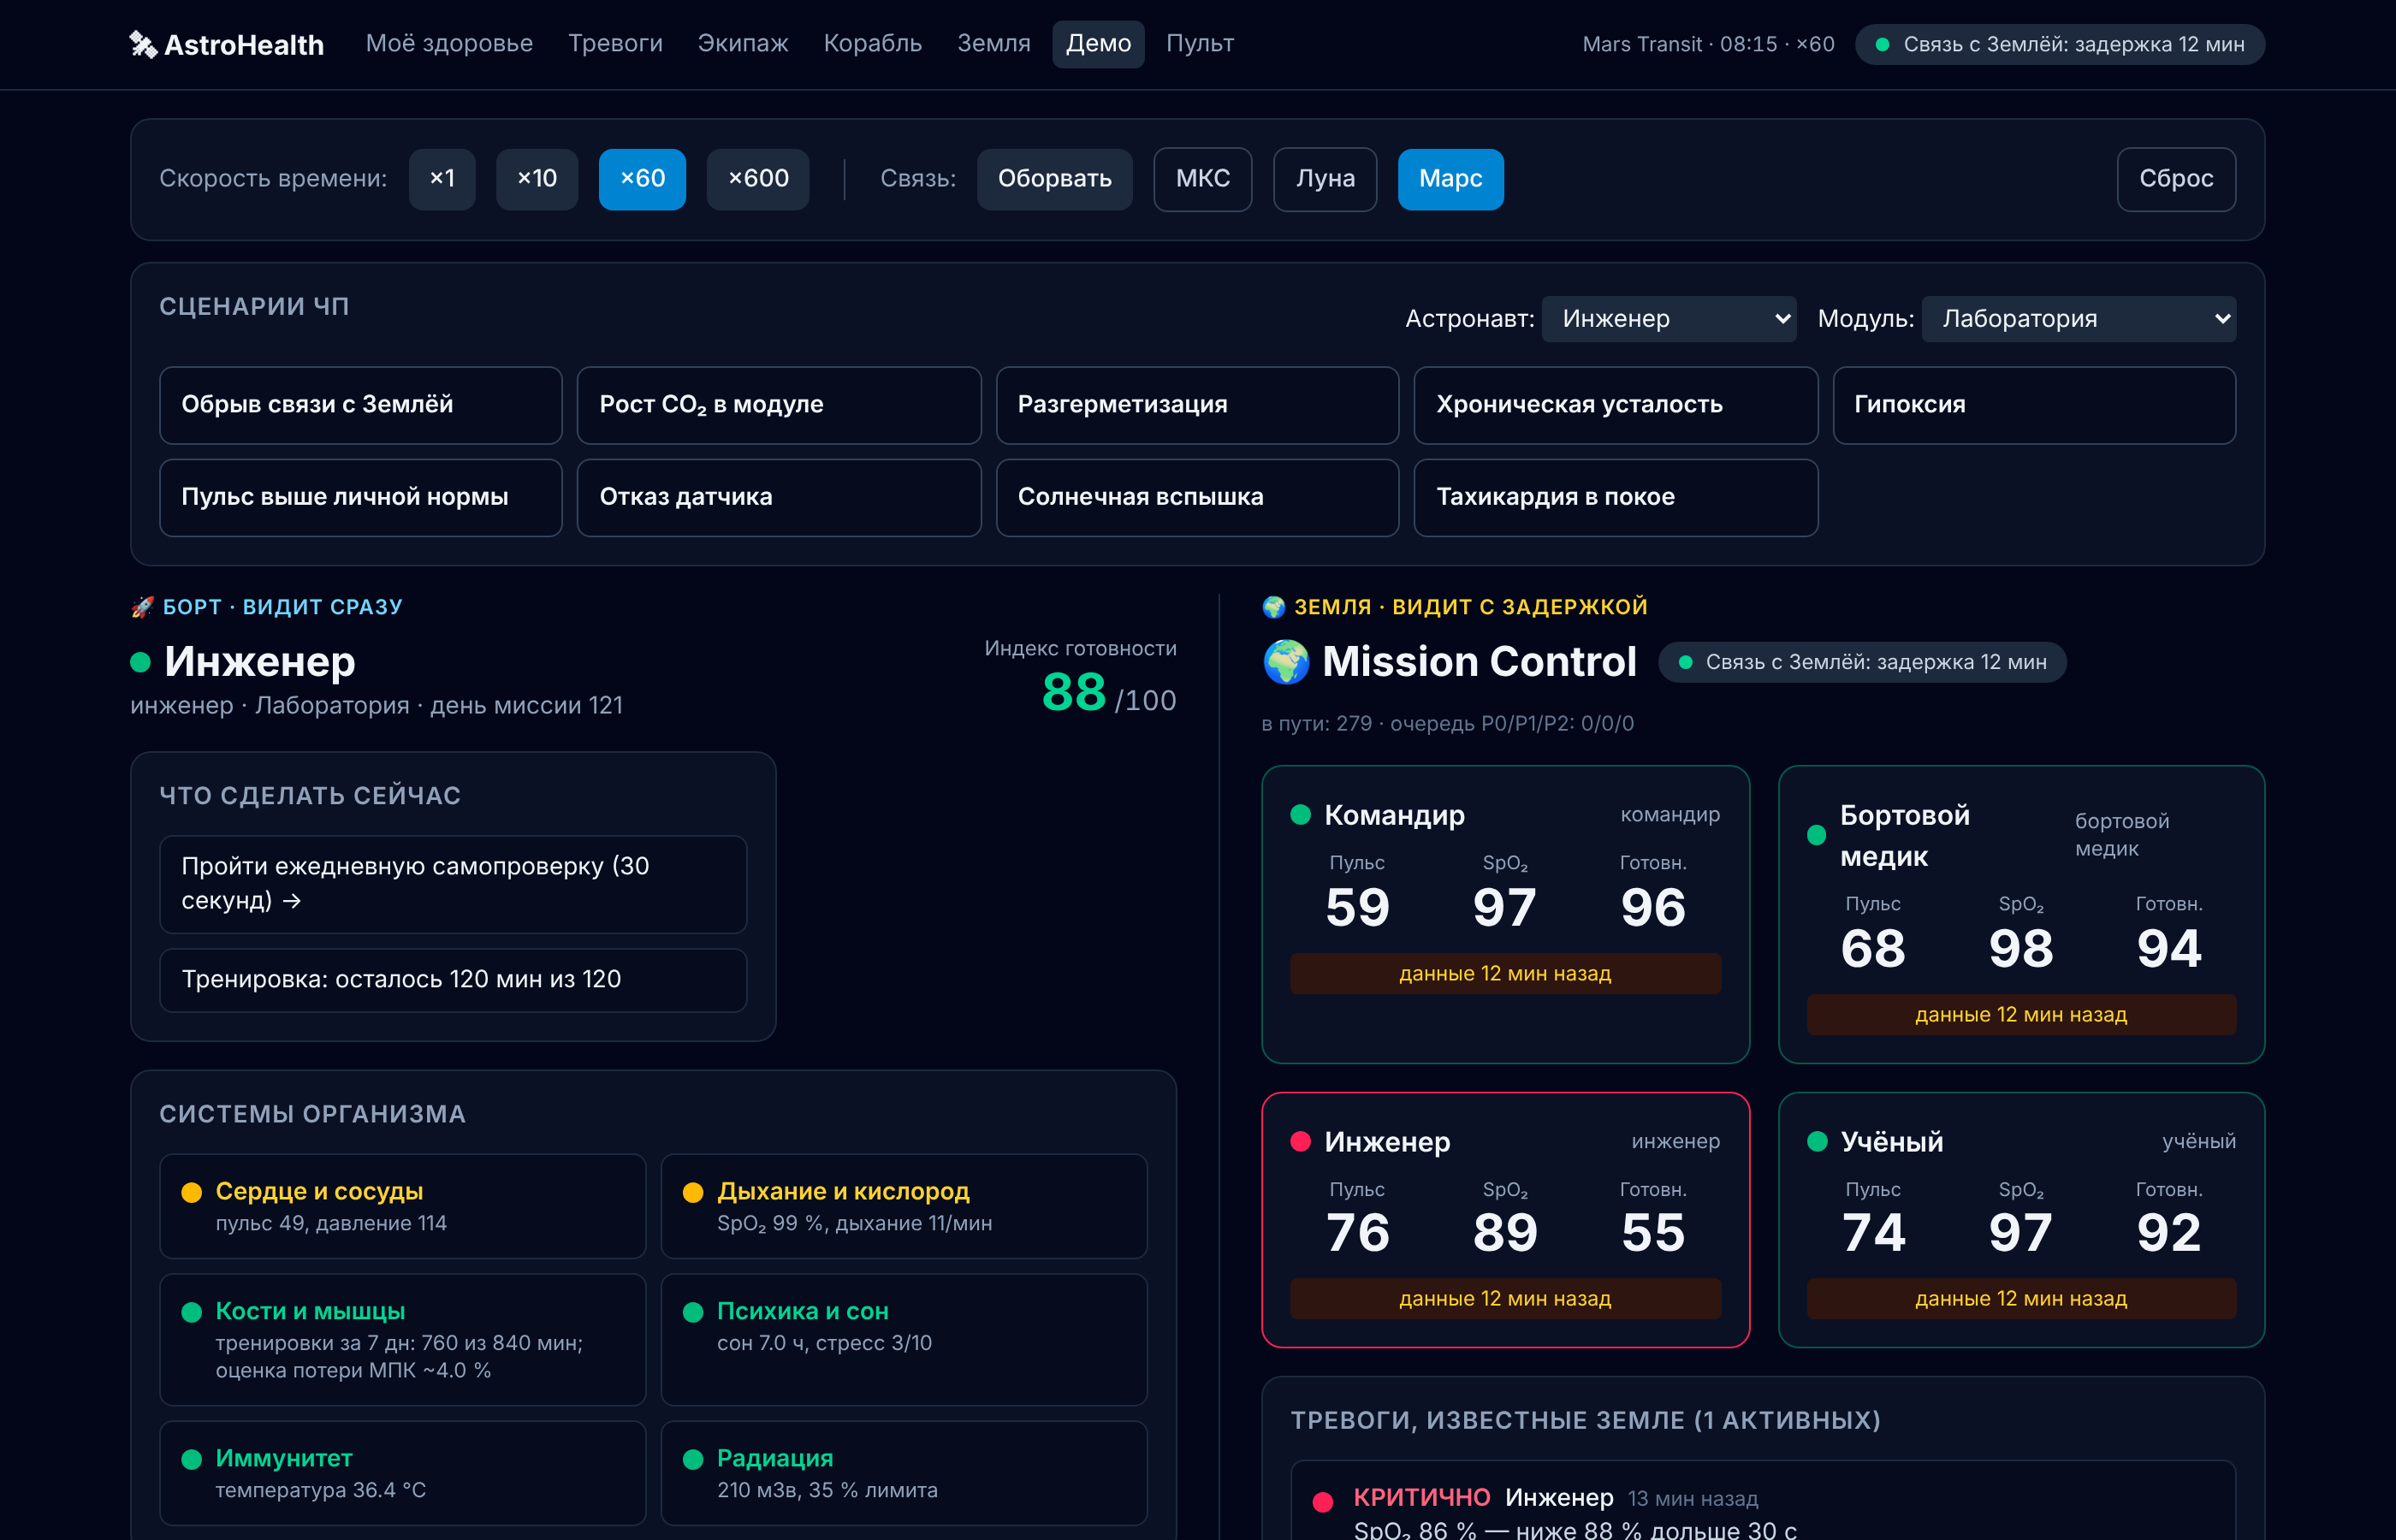 AstroHealth Моё здоровье Тревоги Экипаж Корабль Земля Демо Пульт Mars Transit · 08:15 · ×60 Связь с Землёй: задержка 12 мин
Скорость времени: ×1 ×10 ×60 ×600 Связь: Оборвать МКС Луна Марс Сброс
СЦЕНАРИИ ЧП Астронавт: Инженер Модуль: Лаборатория
Обрыв связи с Землёй Рост CO₂ в модуле Разгерметизация Хроническая усталость Гипоксия
Пульс выше личной нормы Отказ датчика Солнечная вспышка Тахикардия в покое
БОРТ · ВИДИТ СРАЗУ
Инженер
инженер · Лаборатория · день миссии 121
Индекс готовности
88 /100
ЧТО СДЕЛАТЬ СЕЙЧАС
Пройти ежедневную самопроверку (30
секунд) →
Тренировка: осталось 120 мин из 120
СИСТЕМЫ ОРГАНИЗМА
Сердце и сосуды
пульс 49, давление 114
Дыхание и кислород
SpO₂ 99 %, дыхание 11/мин
Кости и мышцы
тренировки за 7 дн: 760 из 840 мин;
оценка потери МПК ~4.0 %
Психика и сон
сон 7.0 ч, стресс 3/10
Иммунитет
температура 36.4 °C
Радиация
210 мЗв, 35 % лимита
ЗЕМЛЯ · ВИДИТ С ЗАДЕРЖКОЙ
Mission Control Связь с Землёй: задержка 12 мин
в пути: 279 · очередь P0/P1/P2: 0/0/0
Командир командир
Пульс SpO₂ Готовн.
59 97 96
данные 12 мин назад
Бортовой
медик
бортовой
медик
Пульс SpO₂ Готовн.
68 98 94
данные 12 мин назад
Инженер инженер
Пульс SpO₂ Готовн.
76 89 55
данные 12 мин назад
Учёный учёный
Пульс SpO₂ Готовн.
74 97 92
данные 12 мин назад
ТРЕВОГИ, ИЗВЕСТНЫЕ ЗЕМЛЕ (1 АКТИВНЫХ)
КРИТИЧНО Инженер 13 мин назад
SpO₂ 86 % — ниже 88 % дольше 30 с